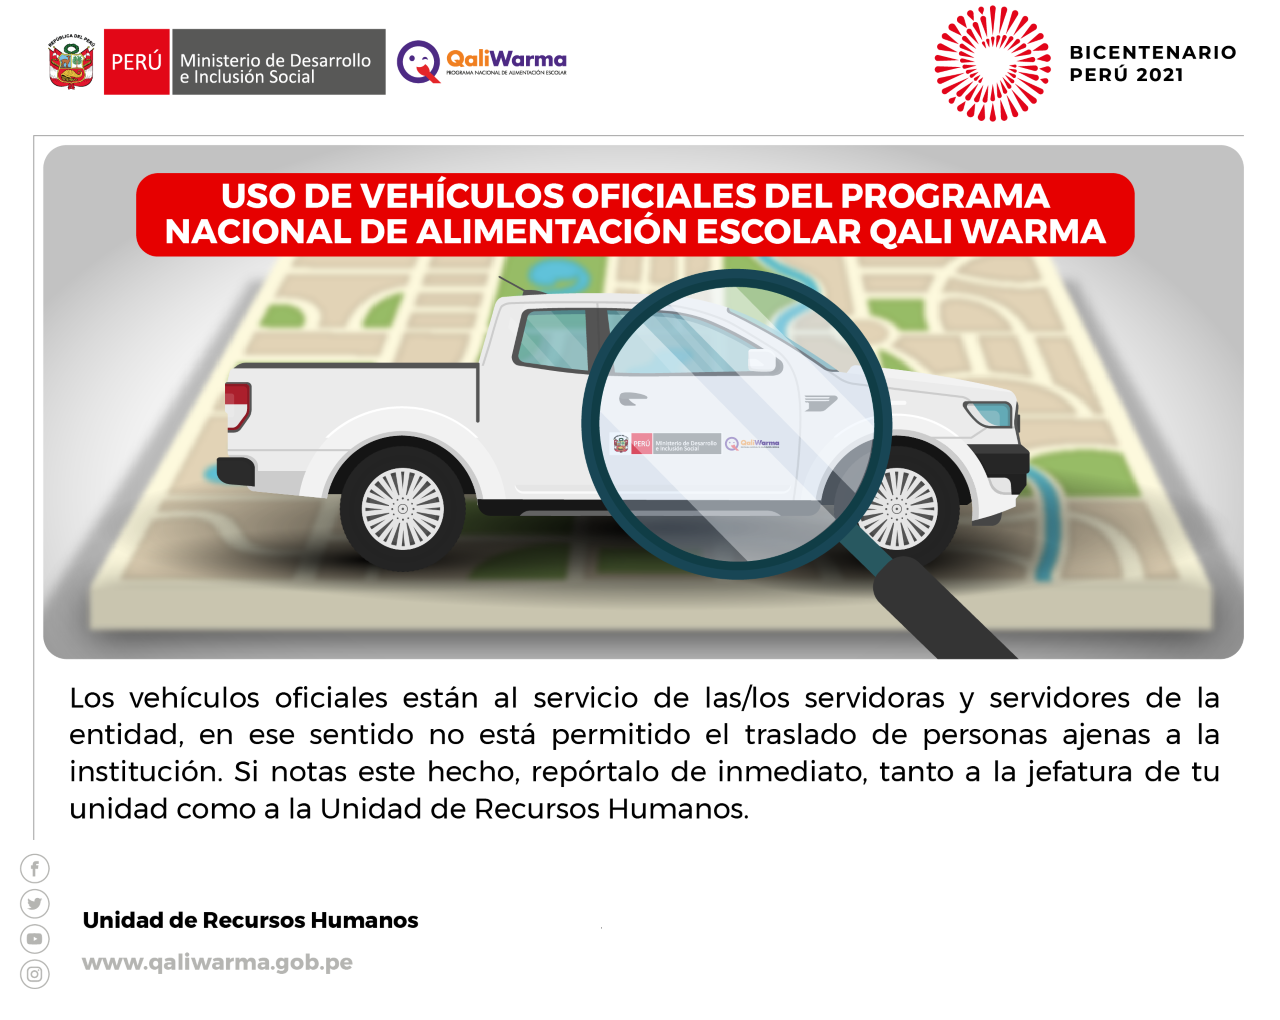 REPÚBLICA DEL PERÚ
PERÚ
Ministerio de Desarrollo
e Inclusión Social
QaliWarma
PROGRAMA NACIONAL DE ALIMENTACIÓN ESCOLAR
BICENTENARIO
PERÚ 2021
USO DE VEHÍCULOS OFICIALES DEL PROGRAMA
NACIONAL DE ALIMENTACIÓN ESCOLAR QALI WARMA
PERÚ
Ministerio de Desarrollo
e Inclusión Social
QaliWarma
Los vehículos oficiales están al servicio de las/los servidoras y servidores de la
entidad, en ese sentido no está permitido el traslado de personas ajenas a la
institución. Si notas este hecho, repórtalo de inmediato, tanto a la jefatura de tu
unidad como a la Unidad de Recursos Humanos.
Unidad de Recursos Humanos
www.qaliwarma.gob.pe